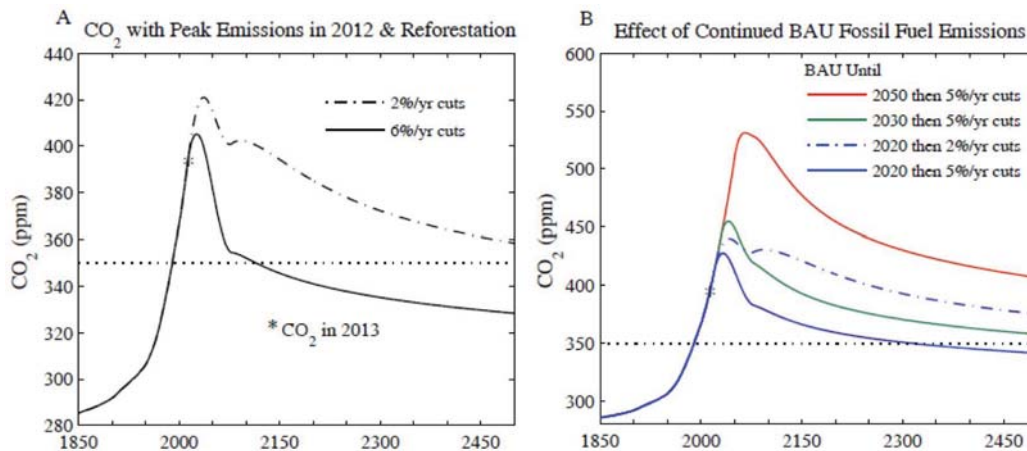 A
CO2 with Peak Emissions in 2012 & Reforestation
440
420
400
380
360
340
320
300
280
CO2 (ppm)
2%/yr cuts
6%/yr cuts
* CO2 in 2013
1850
2000
2150
2300
2450
B
Effect of Continued BAU Fossil Fuel Emissions
600
550
500
450
400
350
300
CO2 (ppm)
BAU Until
2050 then 5%/yr cuts
2030 then 5%/yr cuts
2020 then 2%/yr cuts
2020 then 5%/yr cuts
1850
2000
2150
2300
2450